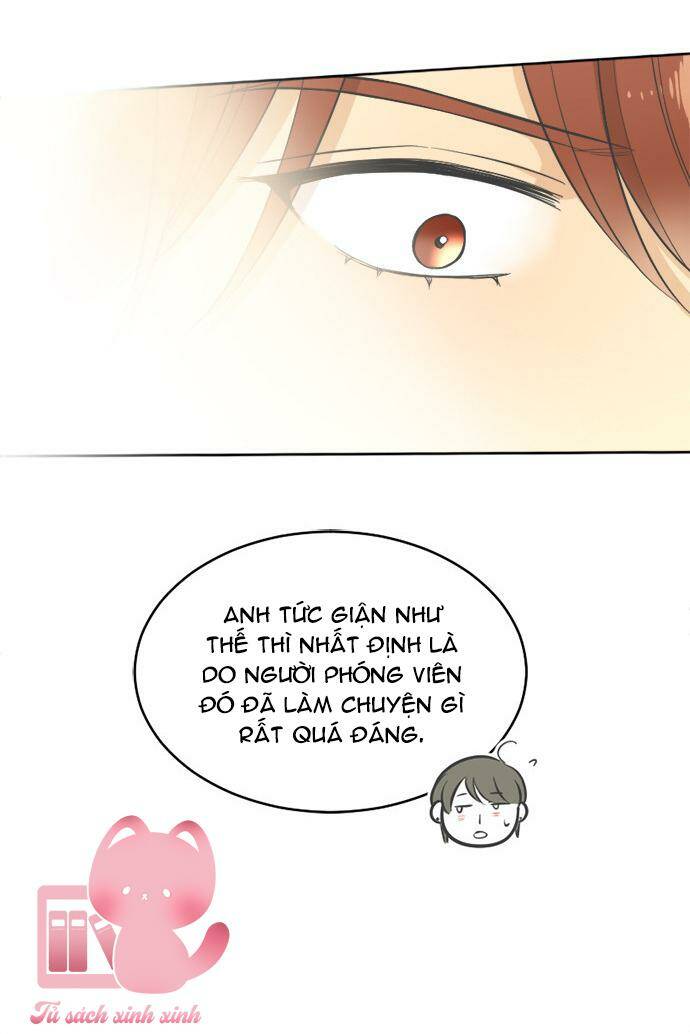 ANH TỨC GIẬN NHƯ
THẾ THÌ NHẤT ĐỊNH LÀ
DO NGƯỜI PHÓNG VIÊN
ĐÓ ĐÃ LÀM CHUYỆN GÌ
RẤT QUÁ ĐÁNG.
Tủ sách xinh xinh